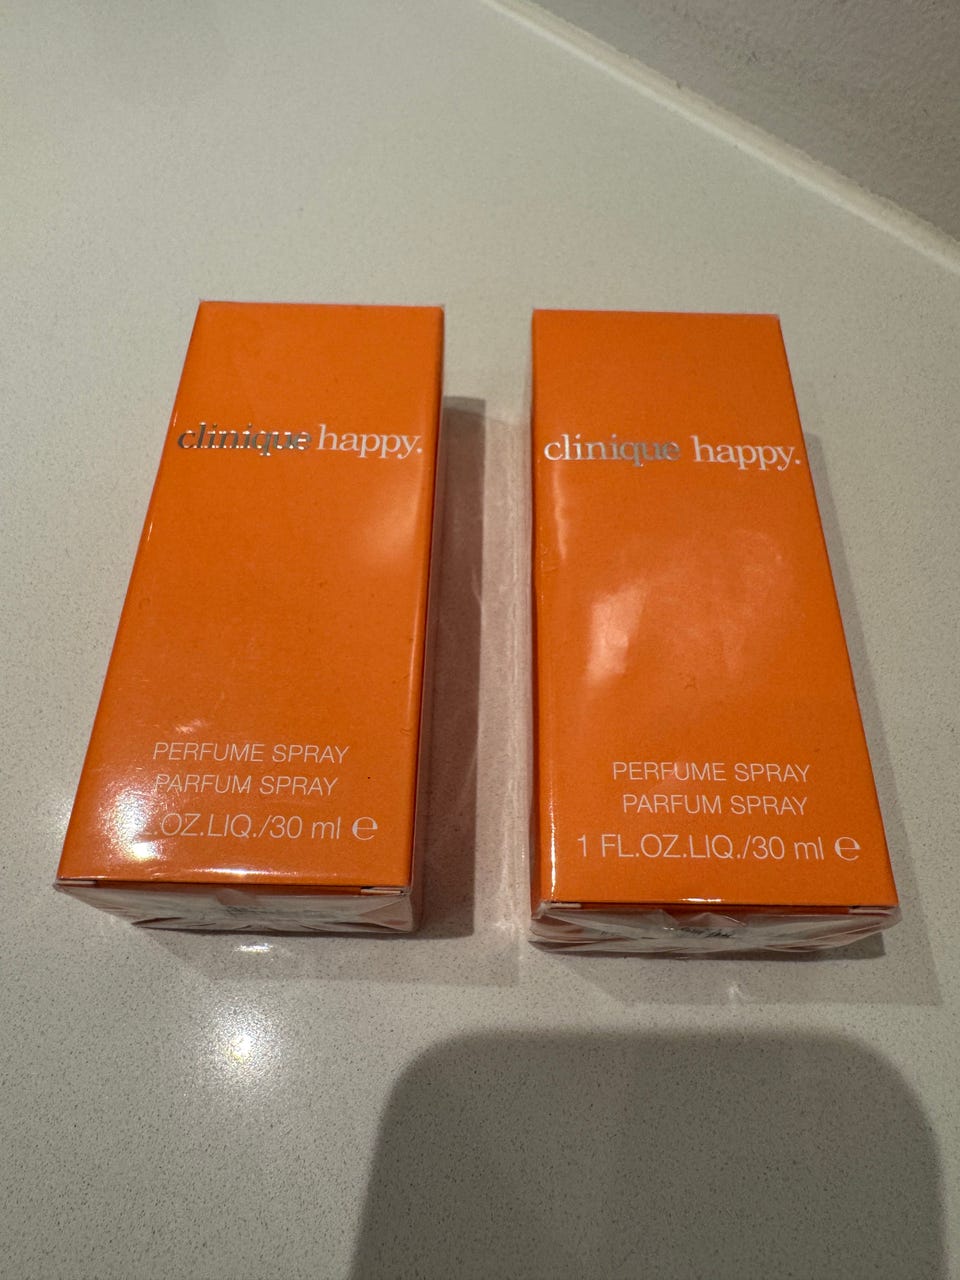 clinique happy.
PERFUME SPRAY
PARFUM SPRAY
.OZ.LIQ./30 ml ℮
clinique happy.
PERFUME SPRAY
PARFUM SPRAY
1 FL.OZ.LIQ./30 ml ℮